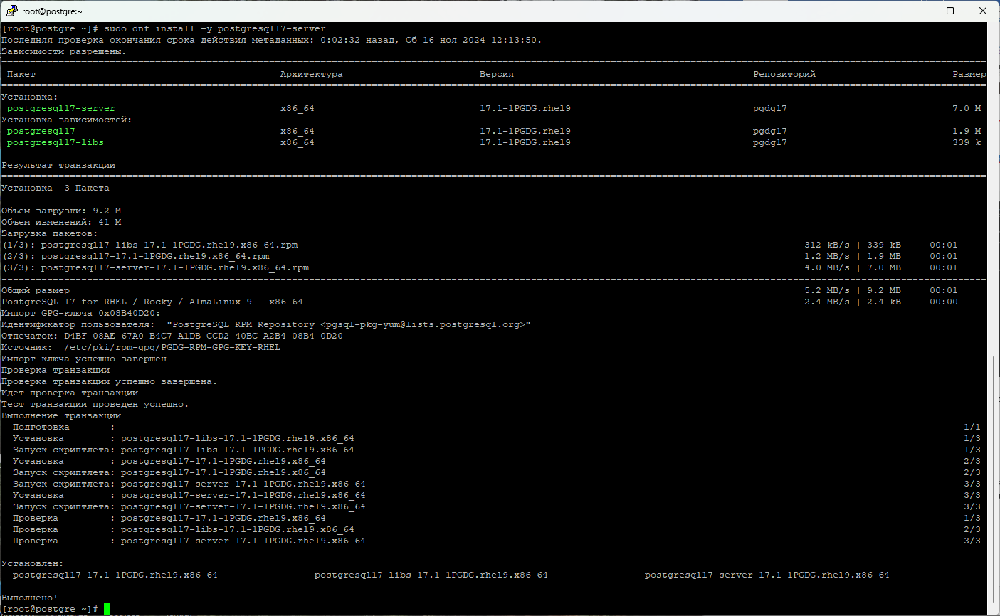 root@postgre:~
[root@postgre ~]# sudo dnf install -y postgresql17-server
Последняя проверка окончания срока действия метаданных: 0:02:32 назад, Сб 16 ноя 2024 12:13:50.
Зависимости разрешены.
Пакет Архитектура Версия Репозиторий Размер
Установка:
postgresql17-server x86_64 17.1-1PGDG.rhel9 pgdg17 7.0 M
Установка зависимостей:
postgresql17 x86_64 17.1-1PGDG.rhel9 pgdg17 1.9 M
postgresql17-libs x86_64 17.1-1PGDG.rhel9 pgdg17 339 k
Результат транзакции
Установка 3 Пакета
Объем загрузки: 9.2 M
Объем изменений: 41 M
Загрузка пакетов:
(1/3): postgresql17-libs-17.1-1PGDG.rhel9.x86_64.rpm 312 kB/s | 339 kB 00:01
(2/3): postgresql17-17.1-1PGDG.rhel9.x86_64.rpm 1.2 MB/s | 1.9 MB 00:01
(3/3): postgresql17-server-17.1-1PGDG.rhel9.x86_64.rpm 4.0 MB/s | 7.0 MB 00:01
Общий размер 5.2 MB/s | 9.2 MB 00:01
PostgreSQL 17 for RHEL / Rocky / AlmaLinux 9 - x86_64 2.4 MB/s | 2.4 kB 00:00
Импорт GPG-ключа 0x08B40D20:
Идентификатор пользователя: "PostgreSQL RPM Repository <pgsql-pkg-yum@lists.postgresql.org>"
Отпечаток: D4BF 08AE 67A0 B4C7 A1DB CCD2 40BC A2B4 08B4 0D20
Источник: /etc/pki/rpm-gpg/PGDG-RPM-GPG-KEY-RHEL
Импорт ключа успешно завершен
Проверка транзакции
Проверка транзакции успешно завершена.
Идет проверка транзакции
Тест транзакции проведен успешно.
Выполнение транзакции
Подготовка : 1/1
Установка : postgresql17-libs-17.1-1PGDG.rhel9.x86_64 1/3
Запуск скриптлета: postgresql17-libs-17.1-1PGDG.rhel9.x86_64 1/3
Установка : postgresql17-17.1-1PGDG.rhel9.x86_64 2/3
Запуск скриптлета: postgresql17-17.1-1PGDG.rhel9.x86_64 2/3
Запуск скриптлета: postgresql17-server-17.1-1PGDG.rhel9.x86_64 3/3
Установка : postgresql17-server-17.1-1PGDG.rhel9.x86_64 3/3
Запуск скриптлета: postgresql17-server-17.1-1PGDG.rhel9.x86_64 3/3
Проверка : postgresql17-17.1-1PGDG.rhel9.x86_64 1/3
Проверка : postgresql17-libs-17.1-1PGDG.rhel9.x86_64 2/3
Проверка : postgresql17-server-17.1-1PGDG.rhel9.x86_64 3/3
Установлен:
postgresql17-17.1-1PGDG.rhel9.x86_64 postgresql17-libs-17.1-1PGDG.rhel9.x86_64 postgresql17-server-17.1-1PGDG.rhel9.x86_64
Выполнено!
[root@postgre ~]#